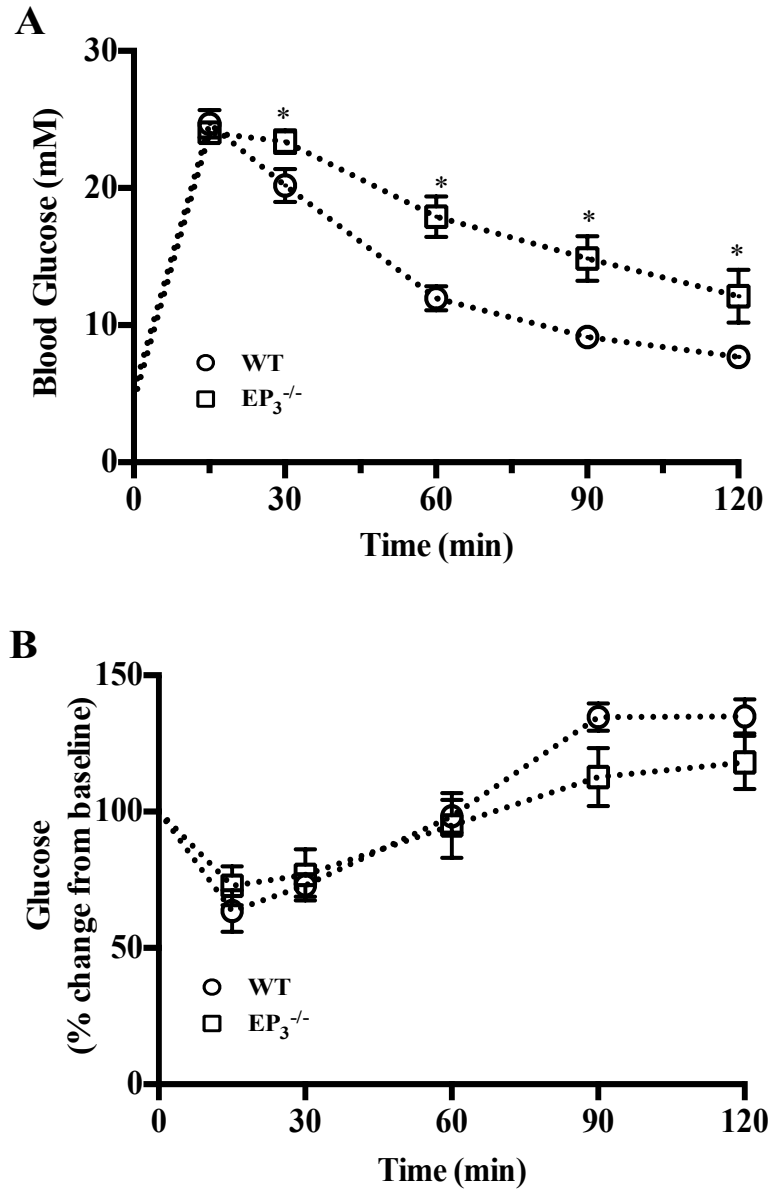 A
30
20
10
0
Blood Glucose (mM)
*
*
*
*
WT
EP₃⁻/⁻
0 30 60 90 120
Time (min)
B
150
100
50
0
Glucose
(% change from baseline)
WT
EP₃⁻/⁻
0 30 60 90 120
Time (min)